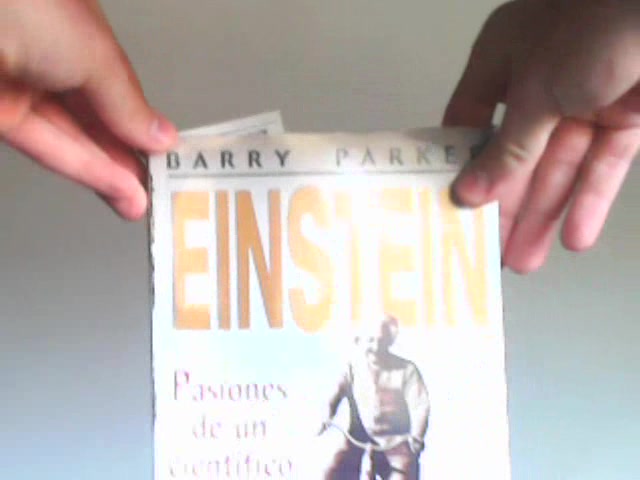 BARRY PARKER
EINSTEIN
Pasiones
de un
científico